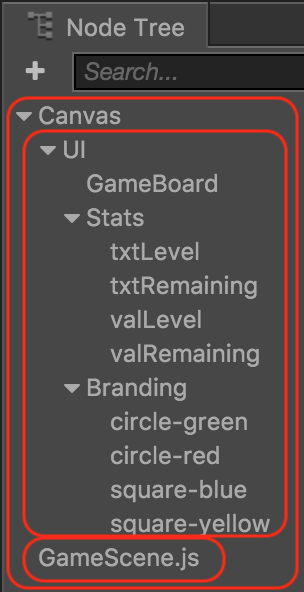 Node Tree
Search...
Canvas
UI
GameBoard
Stats
txtLevel
txtRemaining
valLevel
valRemaining
Branding
circle-green
circle-red
square-blue
square-yellow
GameScene.js